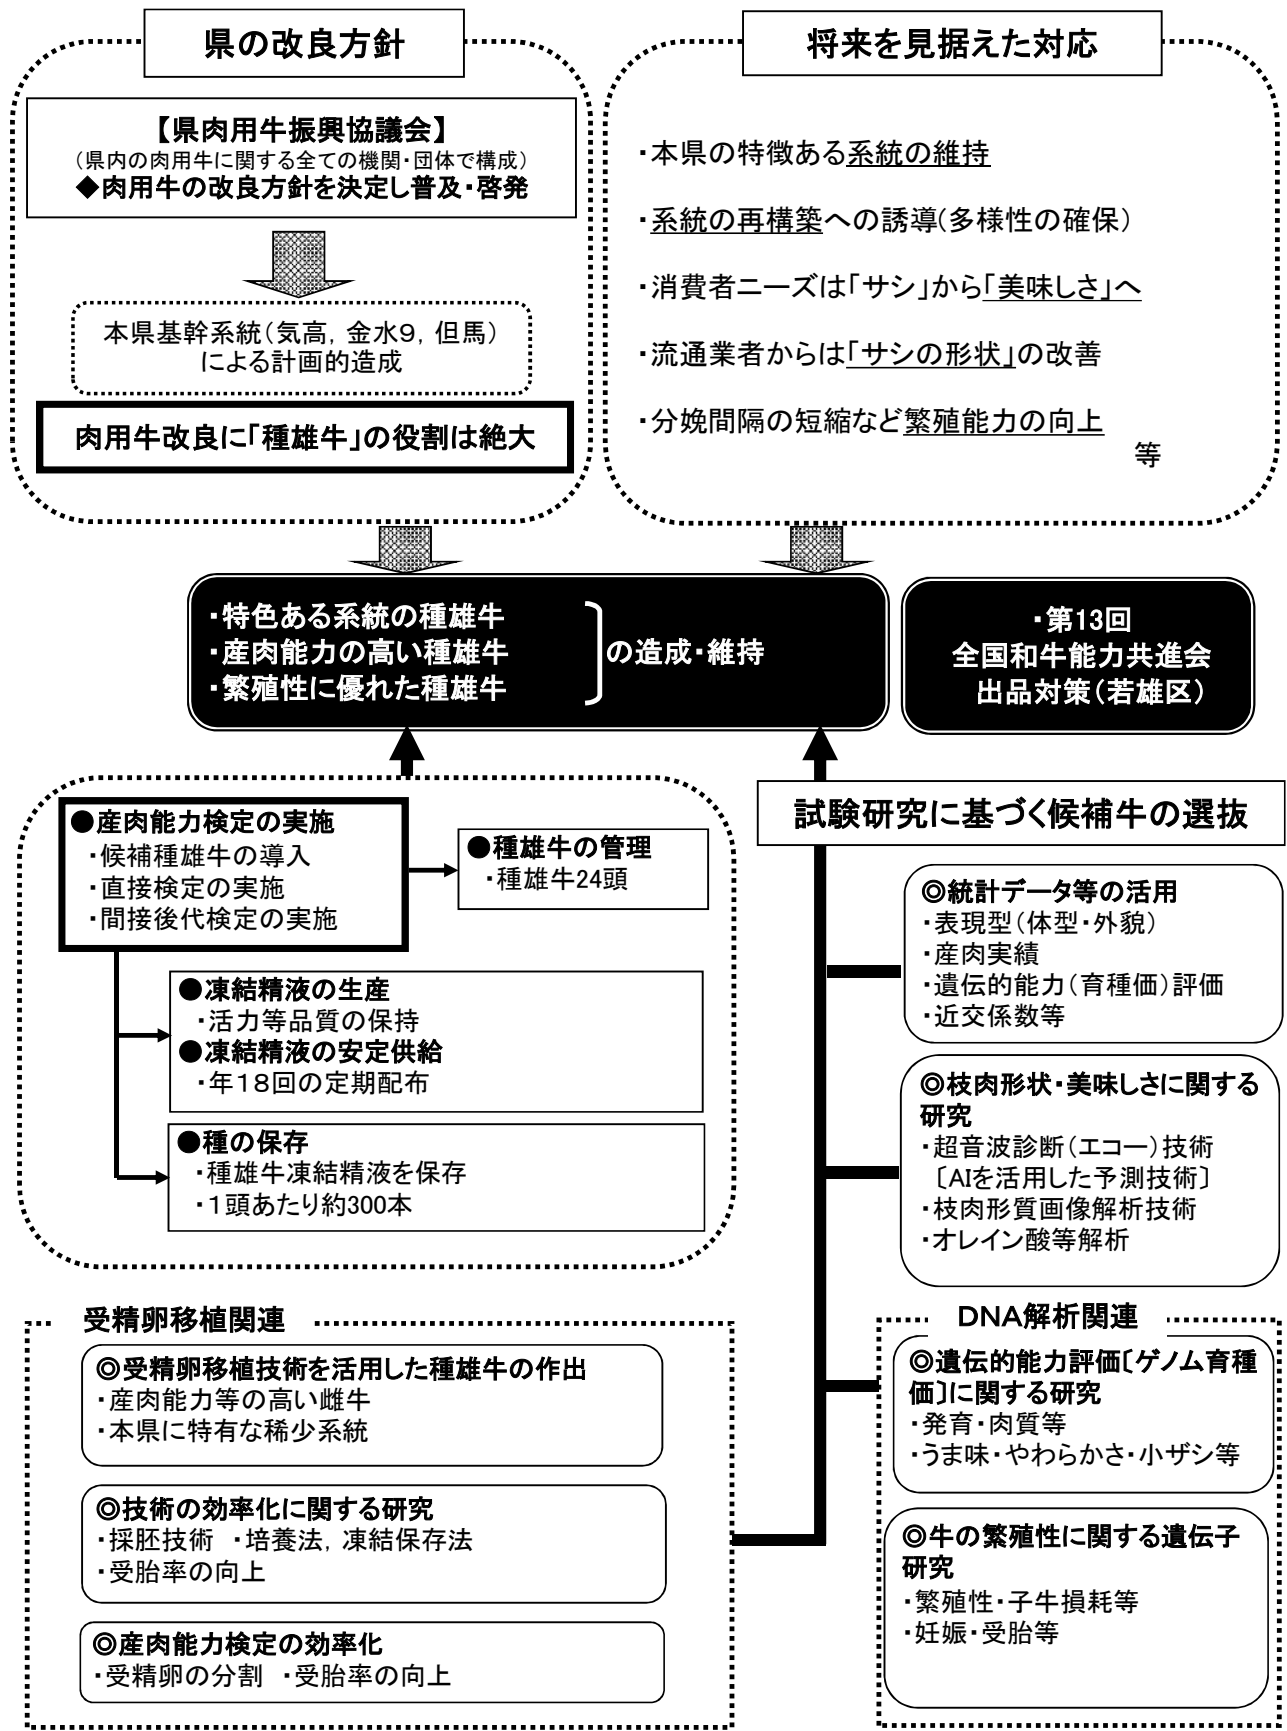 県の改良方針
【県肉用牛振興協議会】
（県内の肉用牛に関する全ての機関・団体で構成）
◆肉用牛の改良方針を決定し普及・啓発
本県基幹系統（気高，金水９，但馬）
による計画的造成
肉用牛改良に「種雄牛」の役割は絶大
将来を見据えた対応
・本県の特徴ある系統の維持
・系統の再構築への誘導（多様性の確保）
・消費者ニーズは「サシ」から「美味しさ」へ
・流通業者からは「サシの形状」の改善
・分娩間隔の短縮など繁殖能力の向上
等
・特色ある系統の種雄牛
・産肉能力の高い種雄牛
・繁殖性に優れた種雄牛
の造成・維持
・第13回
全国和牛能力共進会
出品対策（若雄区）
●産肉能力検定の実施
・候補種雄牛の導入
・直接検定の実施
・間接後代検定の実施
●種雄牛の管理
・種雄牛24頭
●凍結精液の生産
・活力等品質の保持
●凍結精液の安定供給
・年１８回の定期配布
●種の保存
・種雄牛凍結精液を保存
・１頭あたり約300本
試験研究に基づく候補牛の選抜
◎統計データ等の活用
・表現型（体型・外貌）
・産肉実績
・遺伝的能力（育種価）評価
・近交係数等
◎枝肉形状・美味しさに関する
研究
・超音波診断（エコー）技術
〔AIを活用した予測技術〕
・枝肉形質画像解析技術
・オレイン酸等解析
受精卵移植関連
◎受精卵移植技術を活用した種雄牛の作出
・産肉能力等の高い雌牛
・本県に特有な稀少系統
◎技術の効率化に関する研究
・採胚技術　・培養法，凍結保存法
・受胎率の向上
◎産肉能力検定の効率化
・受精卵の分割　・受胎率の向上
ＤＮＡ解析関連
◎遺伝的能力評価〔ゲノム育種
価〕に関する研究
・発育・肉質等
・うま味・やわらかさ・小ザシ等
◎牛の繁殖性に関する遺伝子
研究
・繁殖性・子牛損耗等
・妊娠・受胎等